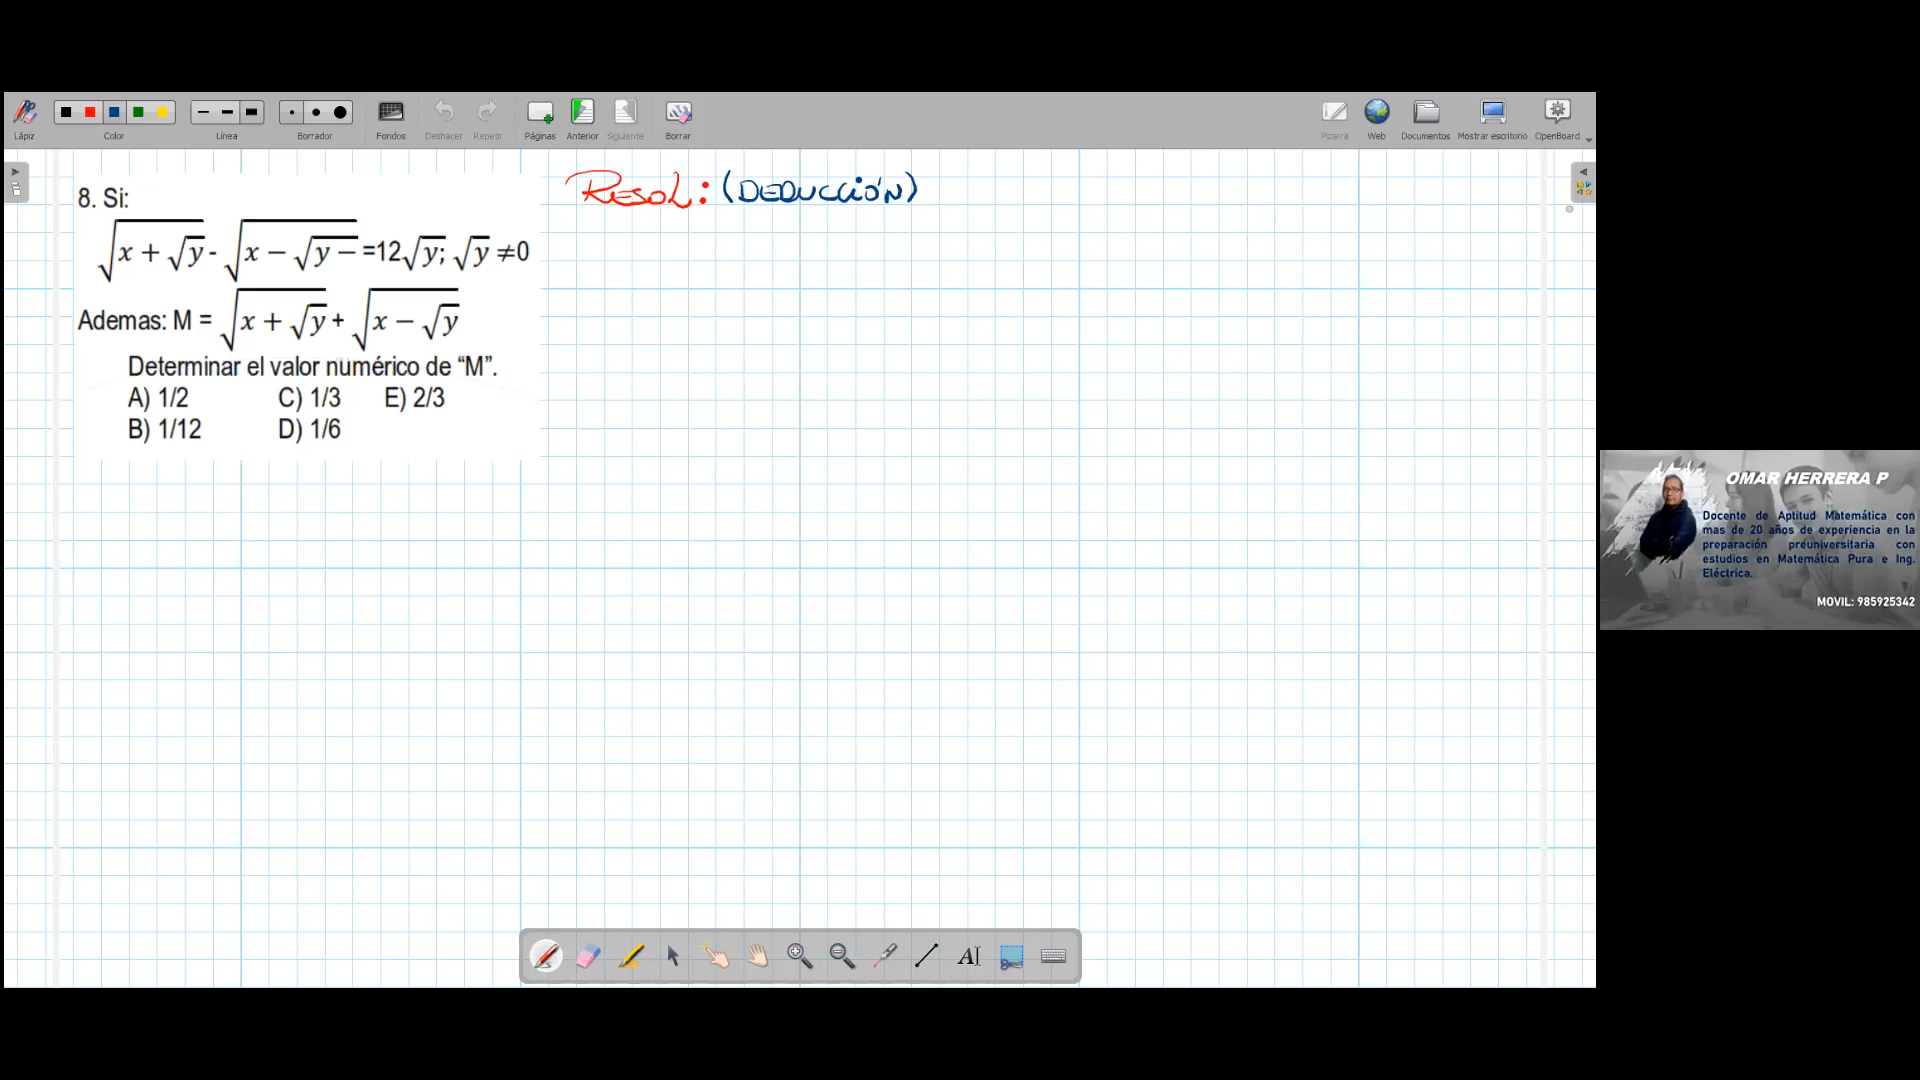 Lápiz
Color
Línea
Borrador
Fondos
Deshacer
Repetir
Páginas
Anterior
Siguiente
Borrar
Pizarra
Web
Documentos
Mostrar escritorio
OpenBoard
8. Si:
√(x + √y) - √(x − √y −) =12√y; √y ≠0
Ademas: M = √(x + √y) + √(x − √y)
Determinar el valor numérico de “M”.
A) 1/2 C) 1/3 E) 2/3
B) 1/12 D) 1/6
RESOL: (DEDUCCIÓN)
OMAR HERRERA P
Docente de Aptitud Matemática con
mas de 20 años de experiencia en la
preparación preuniversitaria con
estudios en Matemática Pura e Ing.
Eléctrica.
MOVIL: 985925342
AI